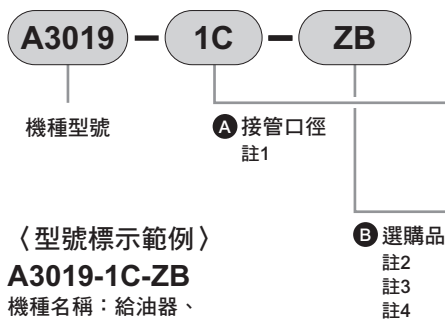 A3019 － 1C － ZB
機種型號
A 接管口徑
註1
B 選購品
註2
註3
註4
〈型號標示範例〉
A3019-1C-ZB
機種名稱：給油器、